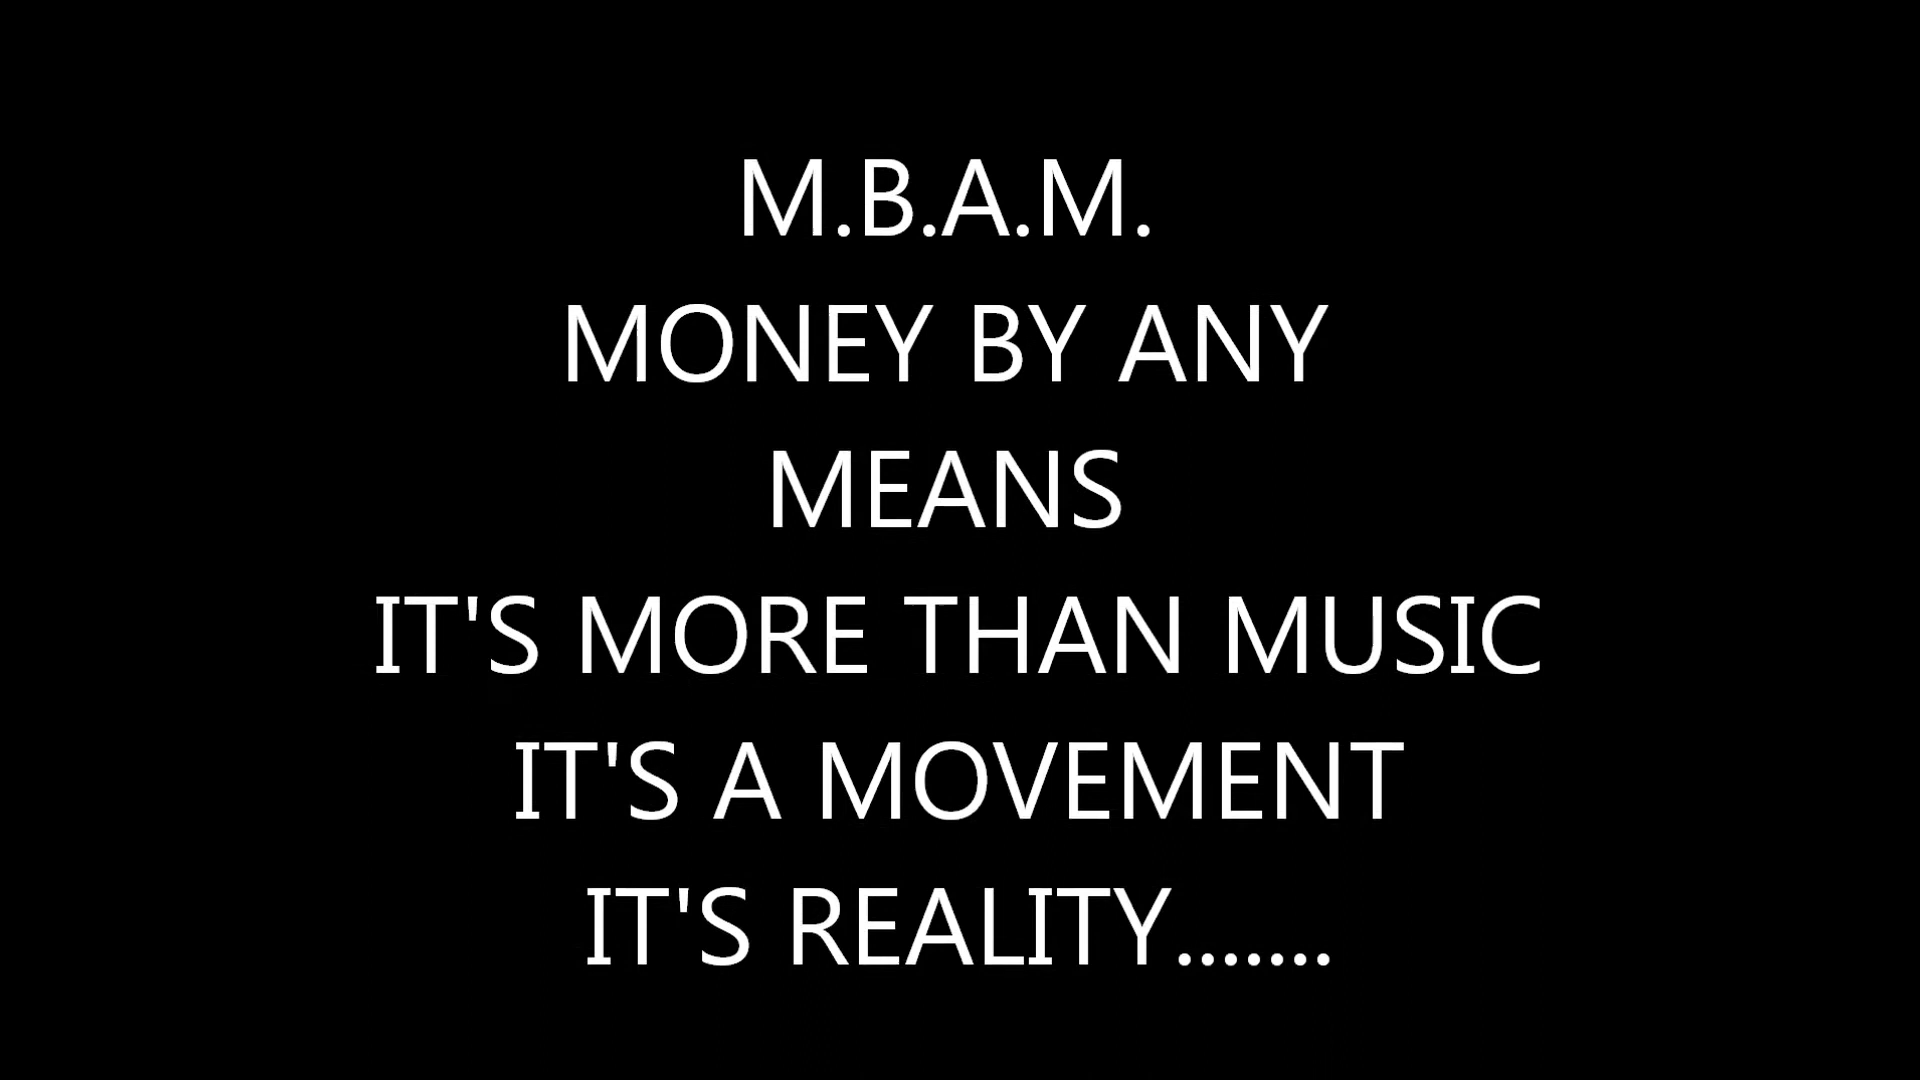 M.B.A.M.
MONEY BY ANY
MEANS
IT'S MORE THAN MUSIC
IT'S A MOVEMENT
IT'S REALITY.......